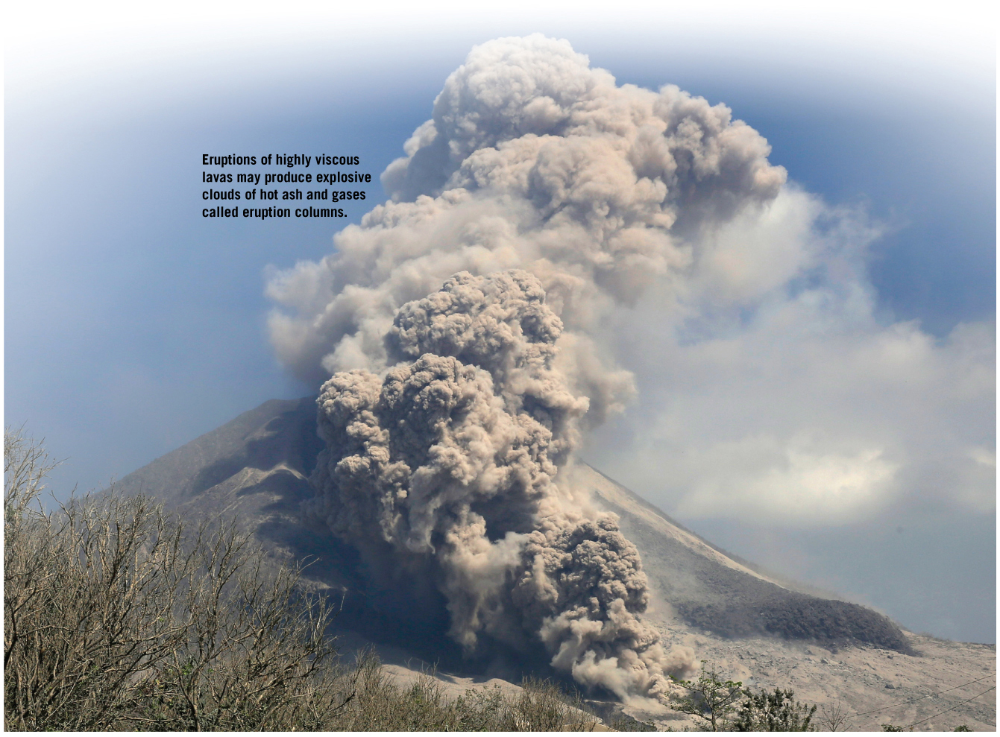 Eruptions of highly viscous
lavas may produce explosive
clouds of hot ash and gases
called eruption columns.